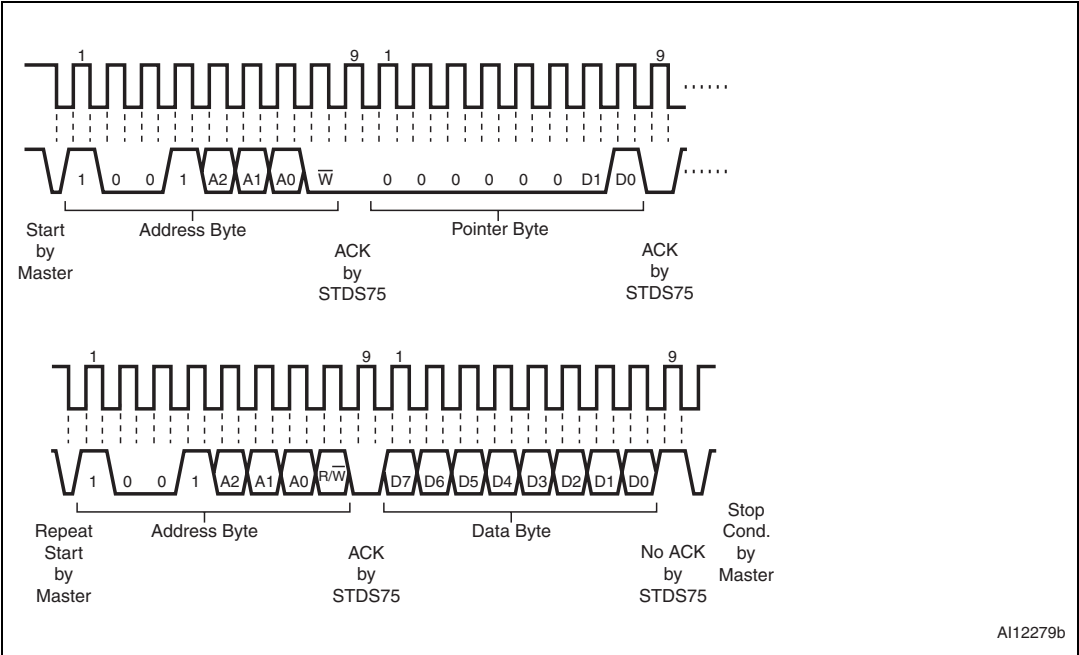 1 9 1 9
1 0 0 1 A2 A1 A0 W 0 0 0 0 0 0 D1 D0
Start
by
Master
Address Byte
ACK
by
STDS75
Pointer Byte
ACK
by
STDS75
1 9 1 9
1 0 0 1 A2 A1 A0 R/W D7 D6 D5 D4 D3 D2 D1 D0
Repeat
Start
by
Master
Address Byte
ACK
by
STDS75
Data Byte
No ACK
by
STDS75
Stop
Cond.
by
Master
AI12279b